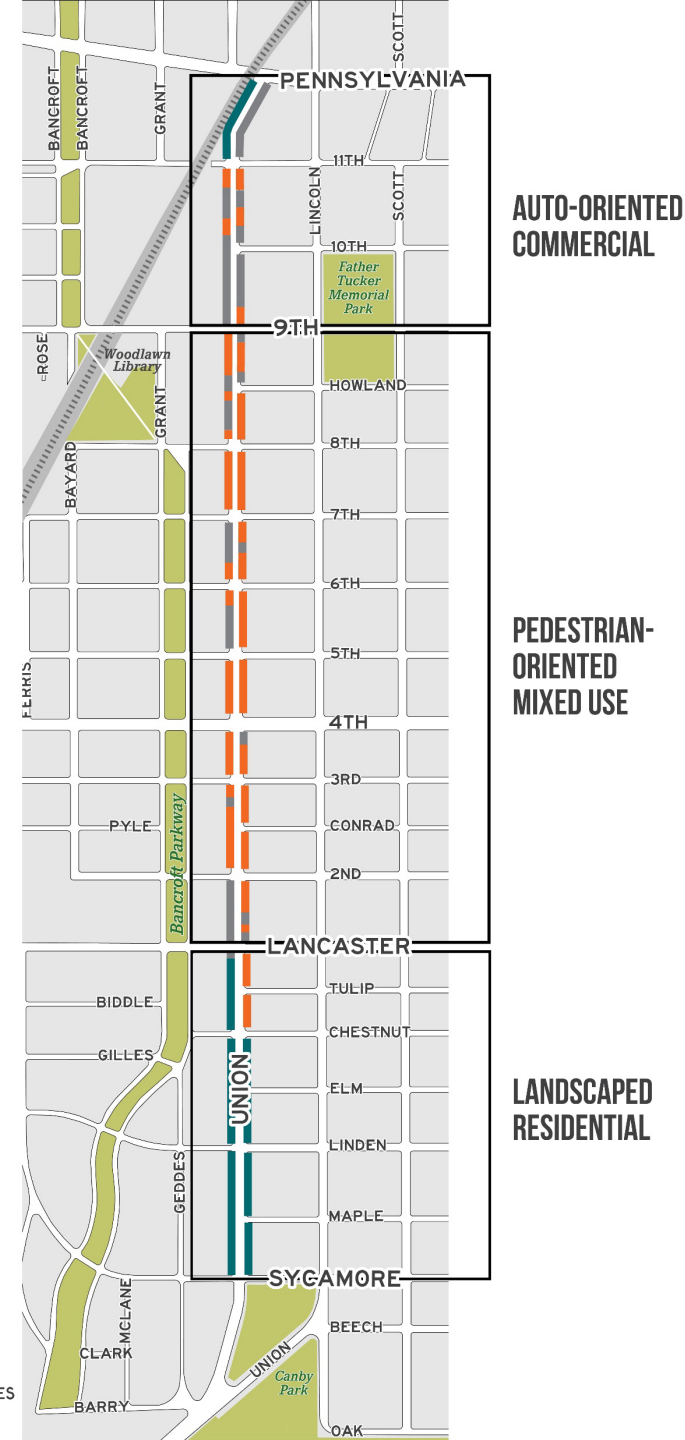 SCOTT
PENNSYLVANIA
BANCROFT
BANCROFT
GRANT
11TH
LINCOLN
SCOTT
AUTO-ORIENTED
COMMERCIAL
10TH
Father
Tucker
Memorial
Park
9TH
ROSE
Woodlawn
Library
GRANT
HOWLAND
8TH
BAYARD
7TH
6TH
PEDESTRIAN-
ORIENTED
MIXED USE
5TH
FERRIS
4TH
3RD
PYLE
Bancroft Parkway
CONRAD
2ND
LANCASTER
TULIP
BIDDLE
CHESTNUT
GILLES
UNION
ELM
LANDSCAPED
RESIDENTIAL
LINDEN
GEDDES
MAPLE
SYCAMORE
MCLANE
BEECH
CLARK
UNION
Canby
Park
ES
BARRY
OAK